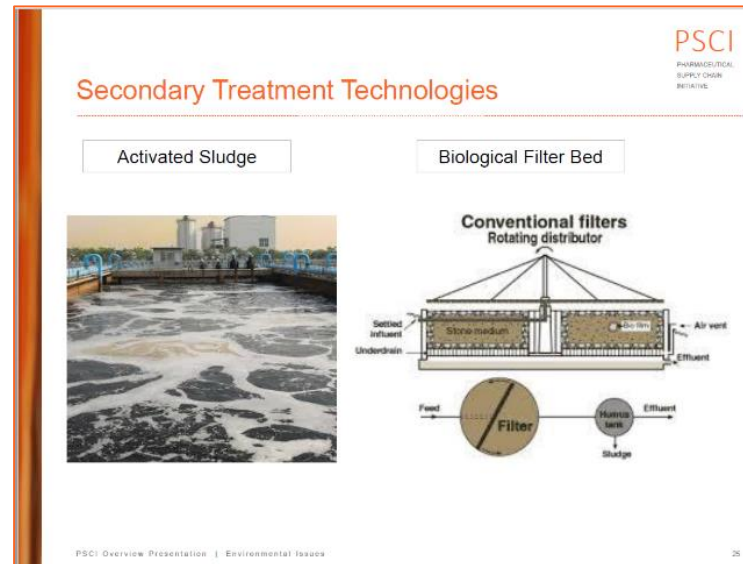 PSCI
PHARMACEUTICAL
SUPPLY CHAIN
INITIATIVE
Secondary Treatment Technologies
Activated Sludge
Biological Filter Bed
Conventional filters
Rotating distributor
Settled
influent
Stone medium
Bio film
Air vent
Underdrain
Effluent
Feed
Filter
Humus
tank
Effluent
Sludge
PSCI Overview Presentation | Environmental Issues
25